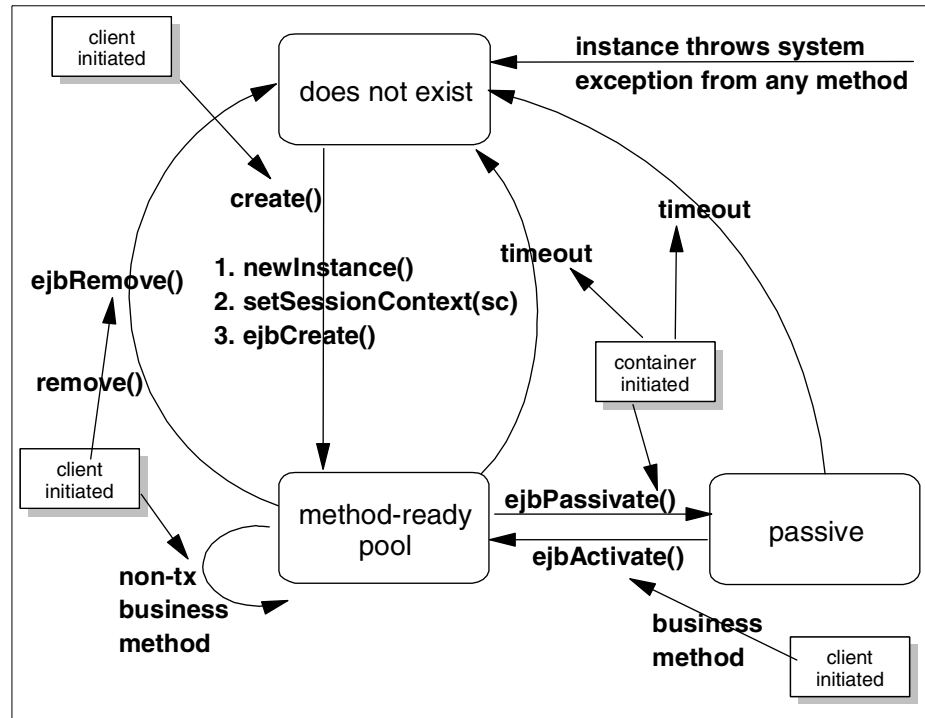 client
initiated
instance throws system
exception from any method
does not exist
create()
timeout
timeout
1. newInstance()
2. setSessionContext(sc)
3. ejbCreate()
ejbRemove()
container
initiated
remove()
client
initiated
method-ready
pool
ejbPassivate()
ejbActivate()
passive
non-tx
business
method
business
method
client
initiated